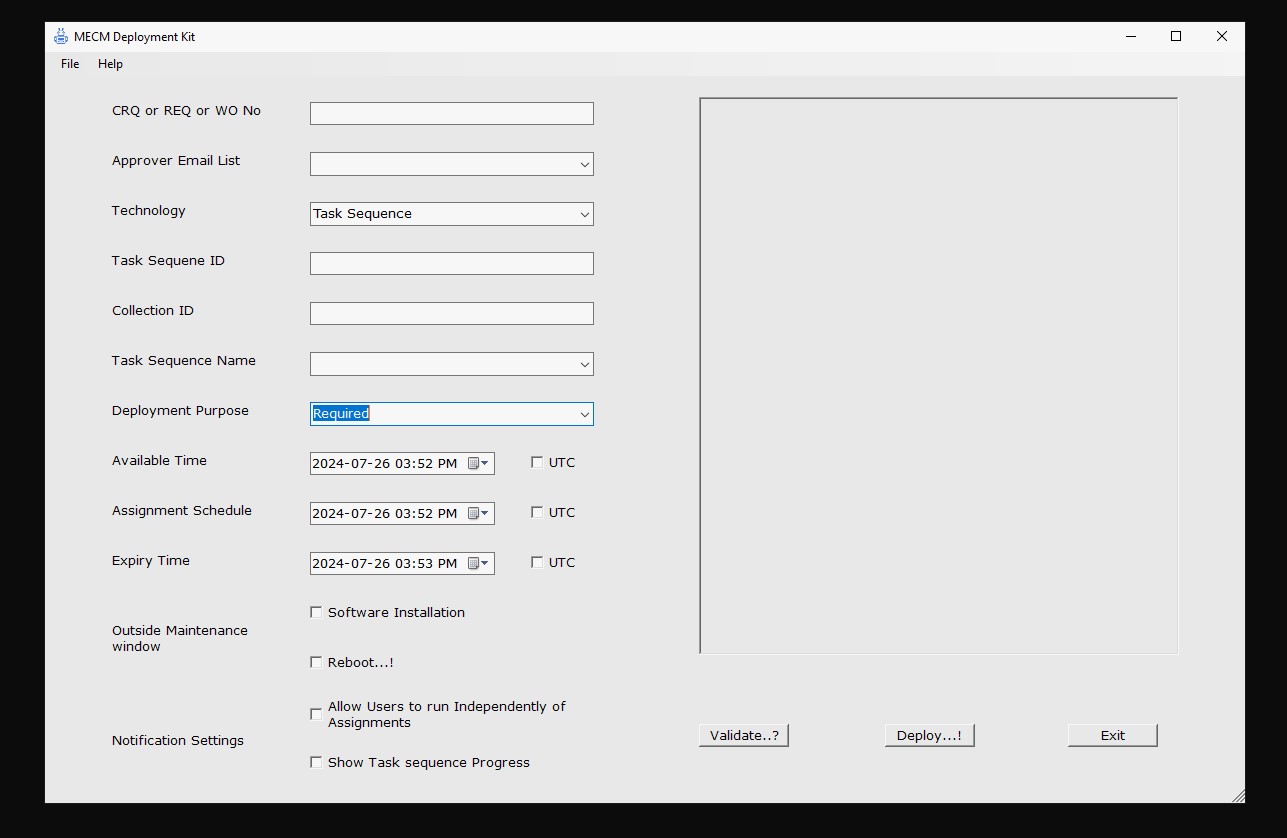 MECM Deployment Kit
File Help
CRQ or REQ or WO No
Approver Email List
Technology Task Sequence
Task Sequene ID
Collection ID
Task Sequence Name
Deployment Purpose Required
Available Time 2024-07-26 03:52 PM UTC
Assignment Schedule 2024-07-26 03:52 PM UTC
Expiry Time 2024-07-26 03:53 PM UTC
Software Installation
Outside Maintenance
window
Reboot...!
Allow Users to run Independently of
Assignments
Notification Settings
Show Task sequence Progress
Validate..? Deploy...! Exit